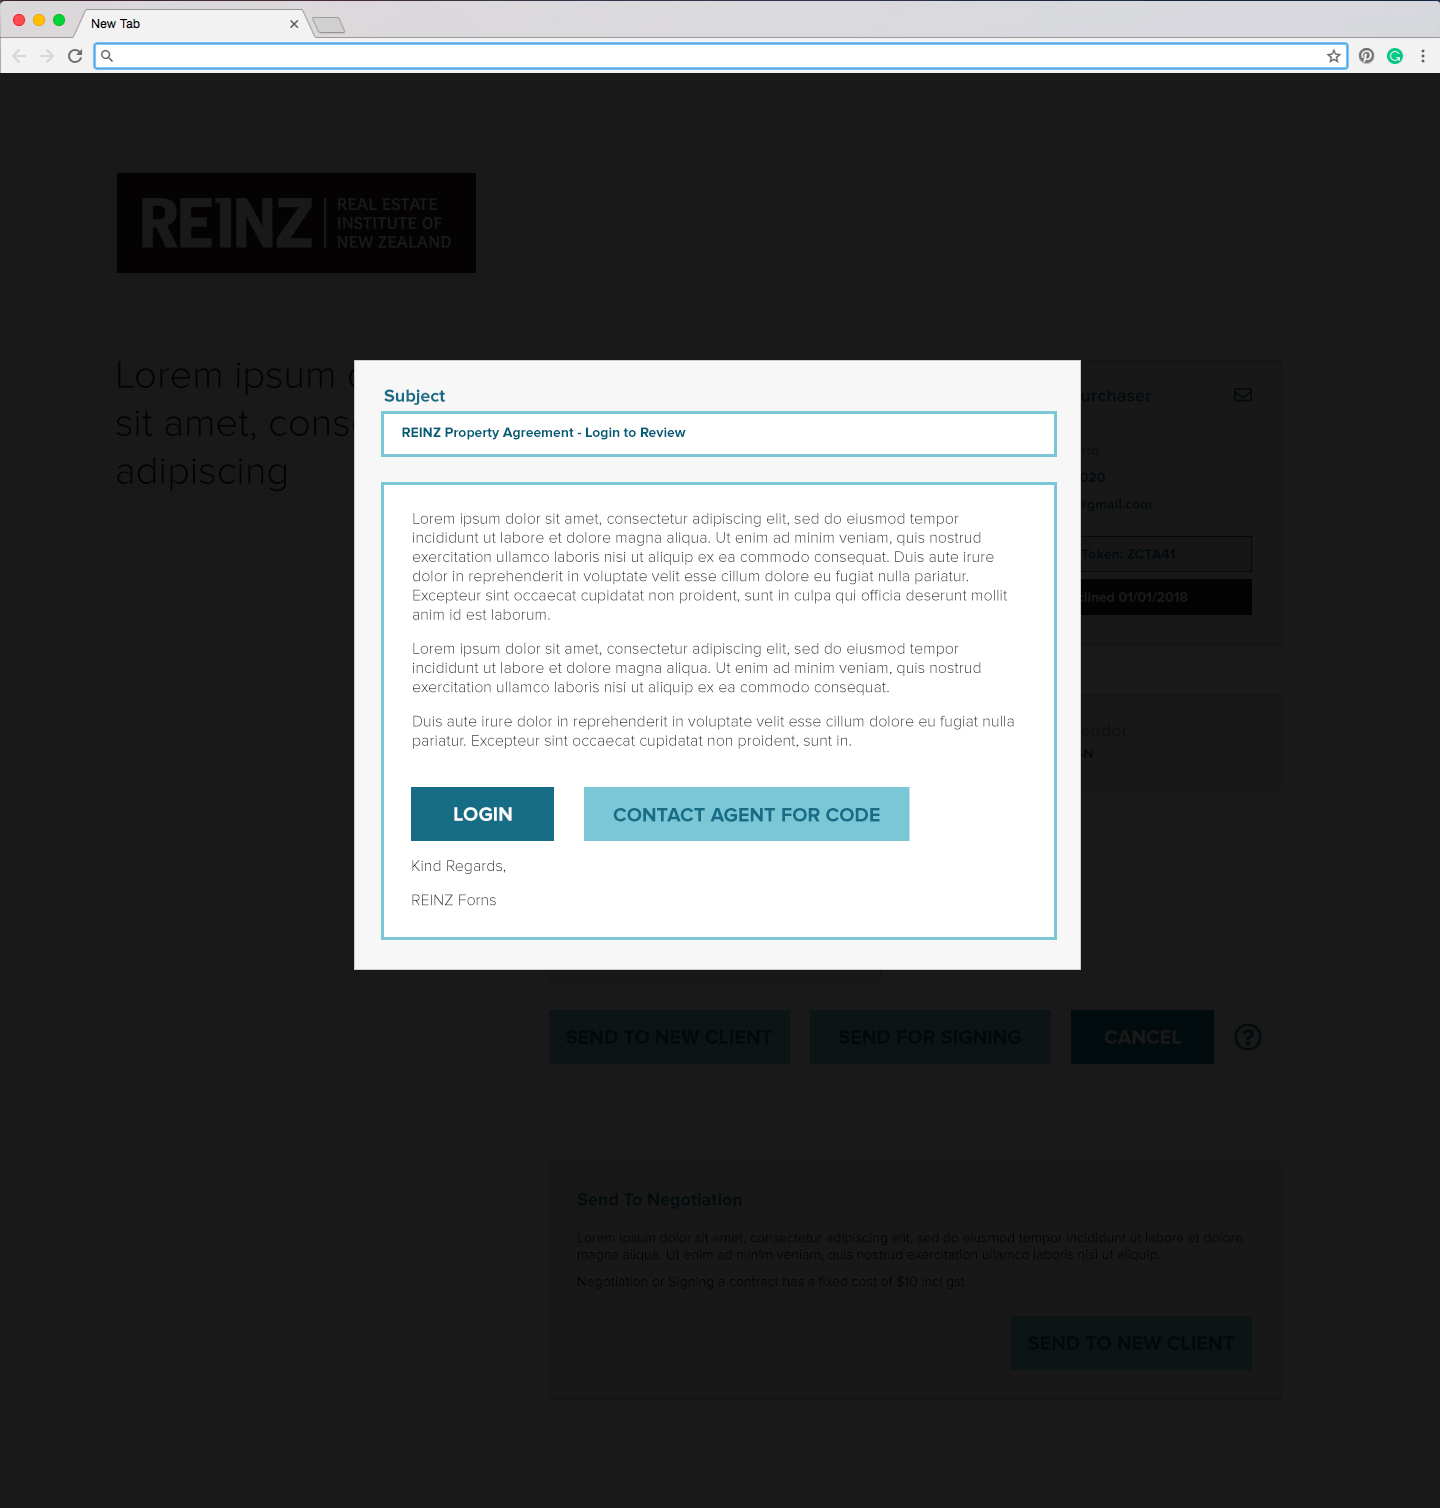 New Tab
REINZ
REAL ESTATE
INSTITUTE OF
NEW ZEALAND
Lorem ipsum
sit amet, cons
adipiscing
Subject
REINZ Property Agreement - Login to Review
Lorem ipsum dolor sit amet, consectetur adipiscing elit, sed do eiusmod tempor
incididunt ut labore et dolore magna aliqua. Ut enim ad minim veniam, quis nostrud
exercitation ullamco laboris nisi ut aliquip ex ea commodo consequat. Duis aute irure
dolor in reprehenderit in voluptate velit esse cillum dolore eu fugiat nulla pariatur.
Excepteur sint occaecat cupidatat non proident, sunt in culpa qui officia deserunt mollit
anim id est laborum.
Lorem ipsum dolor sit amet, consectetur adipiscing elit, sed do eiusmod tempor
incididunt ut labore et dolore magna aliqua. Ut enim ad minim veniam, quis nostrud
exercitation ullamco laboris nisi ut aliquip ex ea commodo consequat.
Duis aute irure dolor in reprehenderit in voluptate velit esse cillum dolore eu fugiat nulla
pariatur. Excepteur sint occaecat cupidatat non proident, sunt in.
LOGIN
CONTACT AGENT FOR CODE
Kind Regards,
REINZ Forns
urchaser
eta
020
@gmail.com
Token: ZCTA41
lined 01/01/2018
endor
SEND TO NEW CLIENT
SEND FOR SIGNING
CANCEL
?
Send To Negotiation
Lorem ipsum dolor sit amet, consectetur adipiscing elit, sed do eiusmod tempor incididunt ut labore et dolore
magna aliqua. Ut enim ad minim veniam, quis nostrud exercitation ullamco laboris nisi ut aliquip.
Negotiation or Signing a contract has a fixed cost of $10 incl gst
SEND TO NEW CLIENT